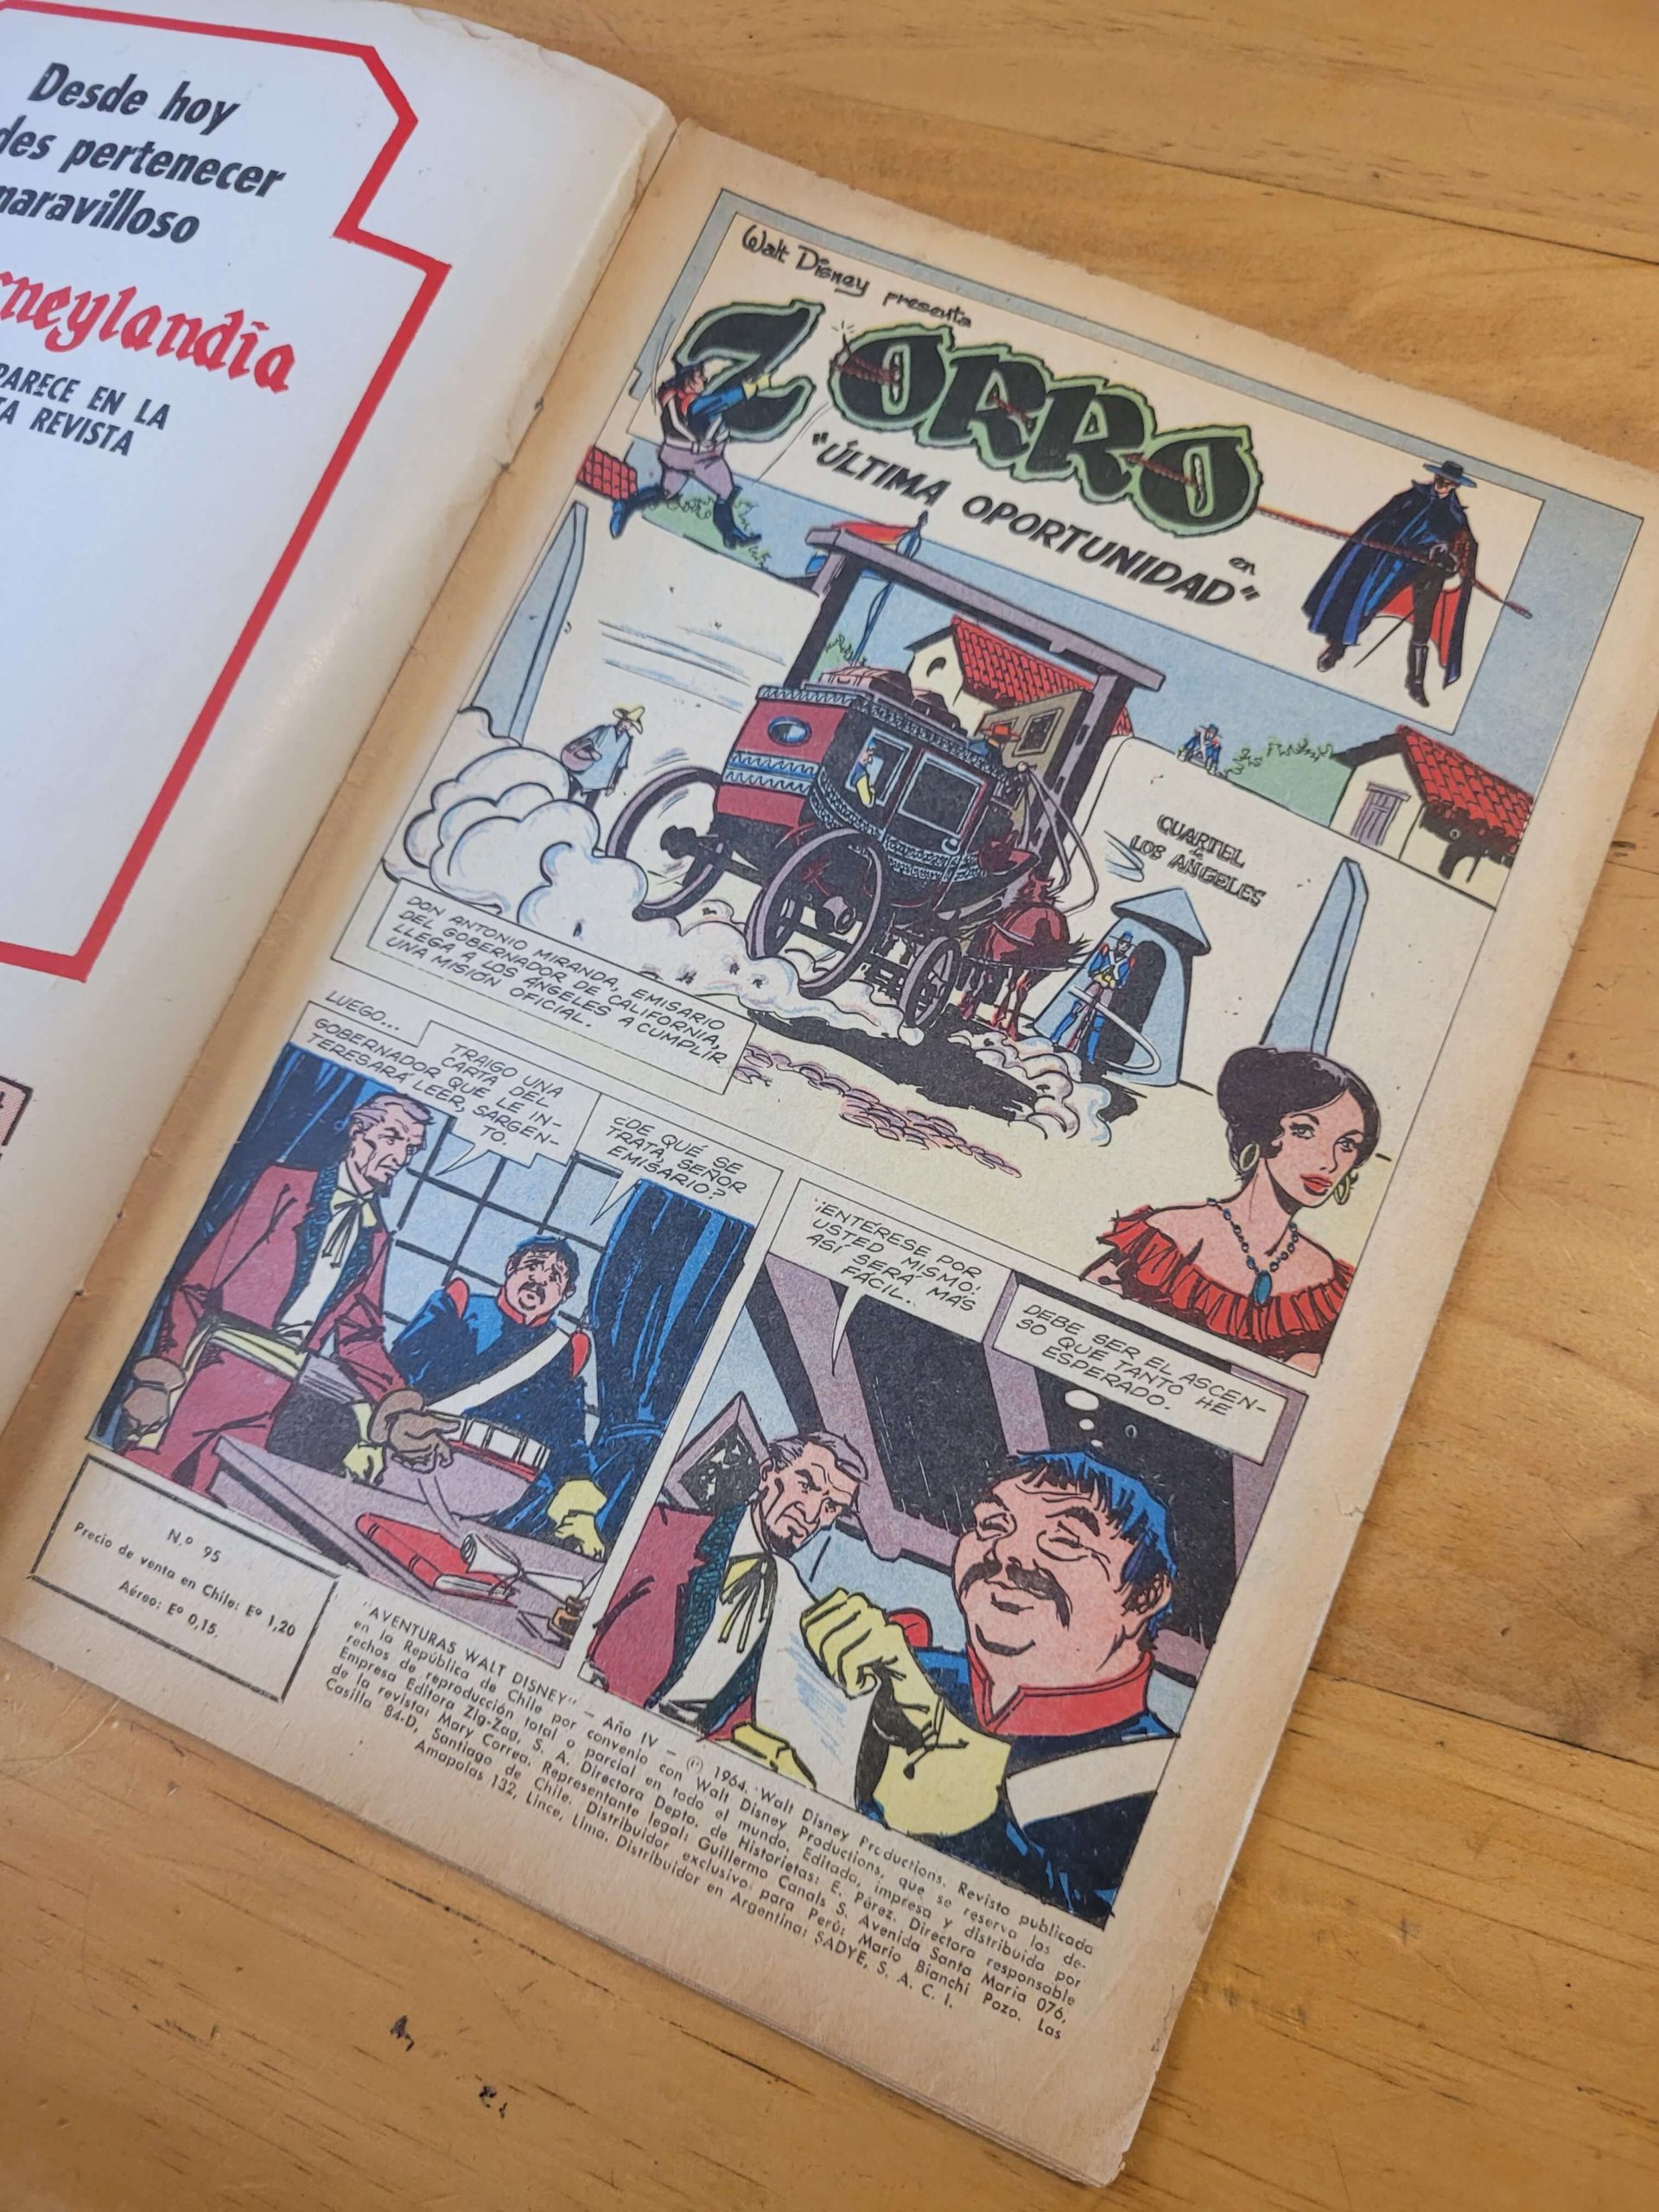 Desde hoy
des pertenecer
maravilloso
rneylandia
PARECE EN LA
TA REVISTA
Walt Disney presenta
ZORRO
en
"ÚLTIMA OPORTUNIDAD"
CUARTEL
de
LOS ANGELES
DON ANTONIO MIRANDA, EMISARIO
DEL GOBERNADOR DE CALIFORNIA,
LLEGA A LOS ÁNGELES A CUMPLIR
UNA MISIÓN OFICIAL.
LUEGO...
TRAIGO UNA
CARTA DEL
GOBERNADOR QUE LE IN-
TERESARÁ LEER, SARGEN-
TO.
¿DE QUÉ SE
TRATA, SEÑOR
EMISARIO?
¡ENTÉRESE POR
USTED MISMO!
ASÍ SERÁ MÁS
FÁCIL.
DEBE SER EL ASCEN-
SO QUE TANTO HE
ESPERADO.
N.º 95
Precio de venta en Chile: Eº 1,20
Aéreo: Eº 0,15.
"AVENTURAS WALT DISNEY" — Año IV — © 1964. Walt Disney Productions. Revista publicada
en la República de Chile por convenio con Walt Disney Productions, que se reserva los de-
rechos de reproducción total o parcial en todo el mundo. Editada, impresa y distribuida por
Empresa Editora Zig-Zag, S. A. Directora Depto. de Historietas: E. Pérez. Directora responsable
de la revista: Mary Correa. Representante legal: Guillermo Canals S. Avenida Santa María 076,
Casilla 84-D, Santiago de Chile. Distribuidor exclusivo para Perú: Mario Bianchi Pozo. Las
Amapolas 132, Lince, Lima. Distribuidor en Argentina: SADYE, S. A. C. I.